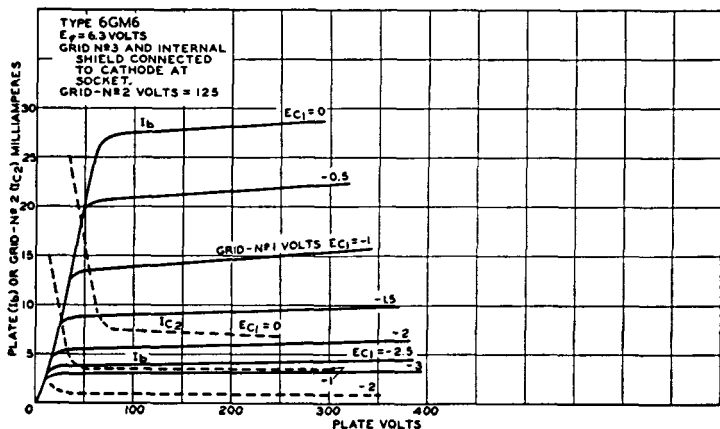 TYPE 6GM6
Ef=6.3 VOLTS
GRID Nº3 AND INTERNAL
SHIELD CONNECTED
TO CATHODE AT
SOCKET.
GRID-Nº2 VOLTS = 125
PLATE (Ib) OR GRID-Nº2 (IC2) MILLIAMPERES
30
25
20
15
10
5
0
Ib
EC1=0
-0.5
GRID-Nº1 VOLTS EC1=-1
-1.5
IC2
EC1=0
-2
Ib
EC1=-2.5
-3
-1
-2
100
200
300
400
PLATE VOLTS